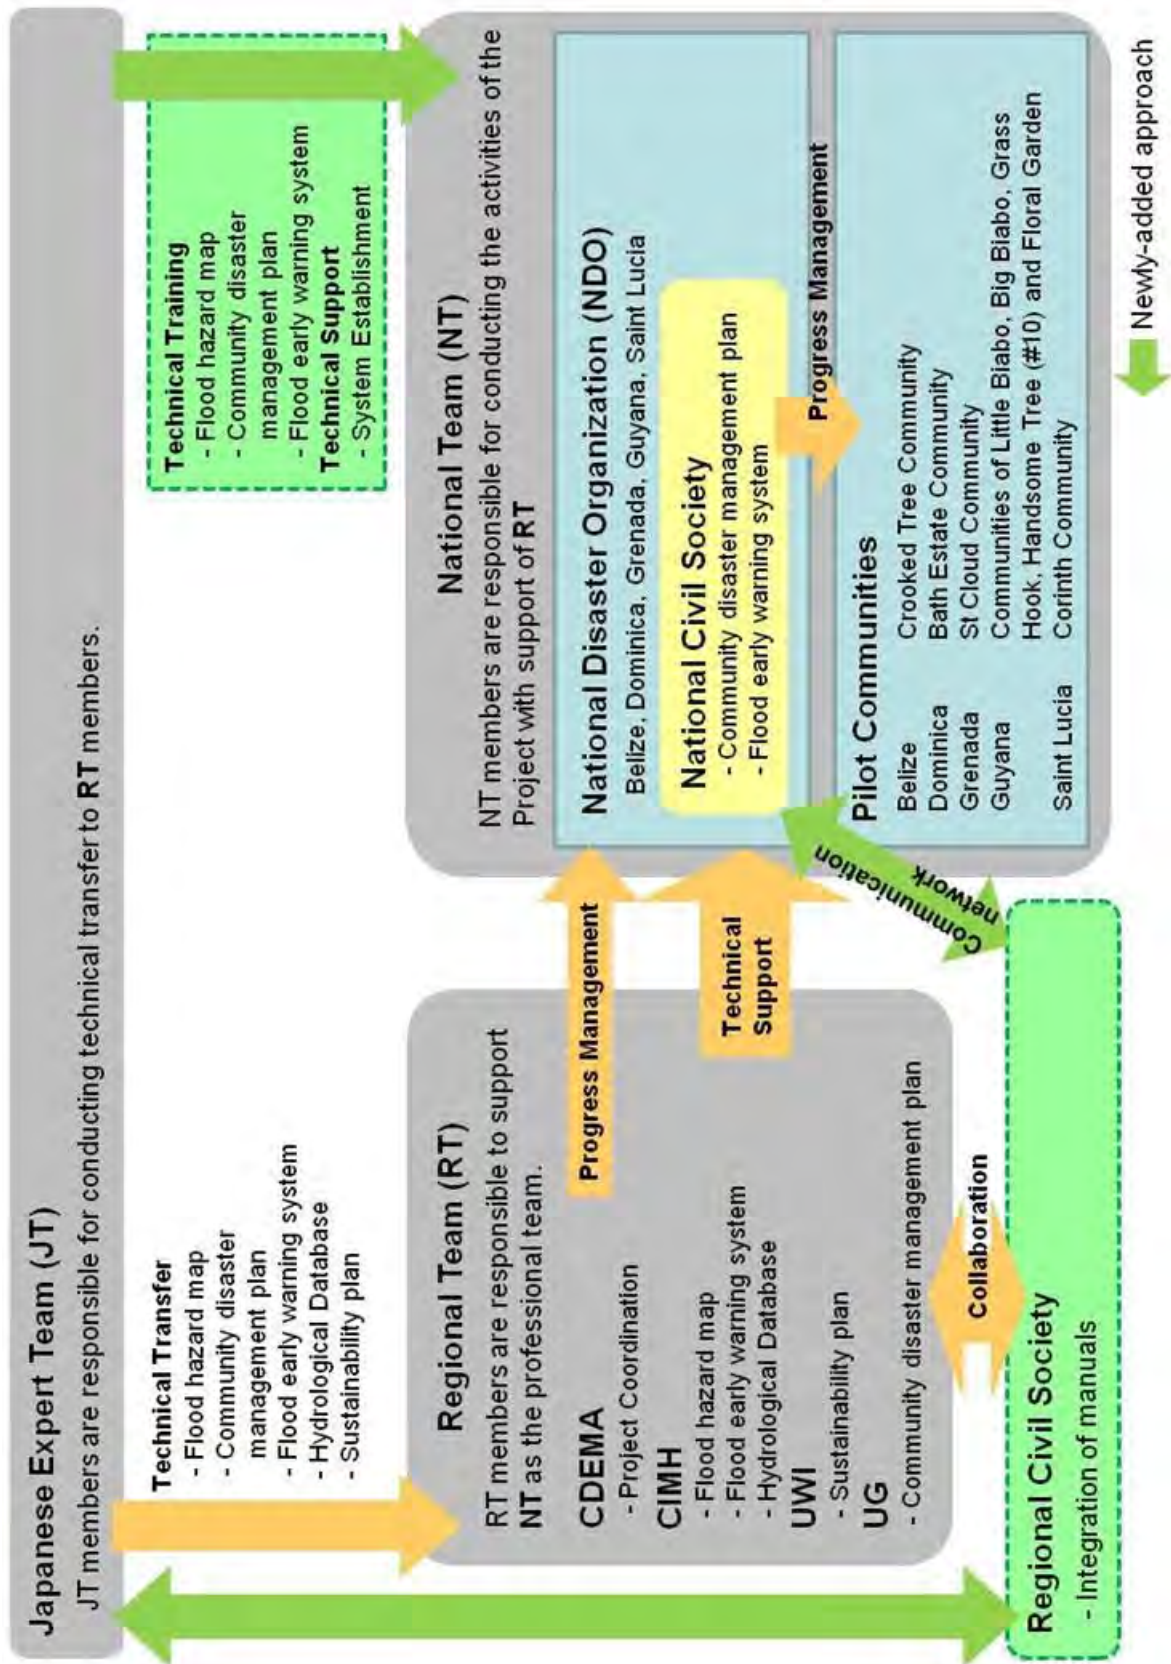 Japanese Expert Team (JT)
JT members are responsible for conducting technical transfer to RT members.
Technical Transfer
- Flood hazard map
- Community disaster
management plan
- Flood early warning system
- Hydrological Database
- Sustainability plan
Technical Training
- Flood hazard map
- Community disaster
management plan
- Flood early warning system
Technical Support
- System Establishment
Regional Team (RT)
RT members are responsible to support
NT as the professional team.
CDEMA
- Project Coordination
CIMH
- Flood hazard map
- Flood early warning system
- Hydrological Database
UWI
- Sustainability plan
UG
- Community disaster management plan
Progress Management
Technical
Support
National Team (NT)
NT members are responsible for conducting the activities of the
Project with support of RT
National Disaster Organization (NDO)
Belize, Dominica, Grenada, Guyana, Saint Lucia
National Civil Society
- Community disaster management plan
- Flood early warning system
Progress Management
Pilot Communities
Belize Crooked Tree Community
Dominica Bath Estate Community
Grenada St Cloud Community
Guyana Communities of Little Biabo, Big Biabo, Grass
Hook, Handsome Tree (#10) and Floral Garden
Saint Lucia Corinth Community
Collaboration
Communication
network
Regional Civil Society
- Integration of manuals
Newly-added approach